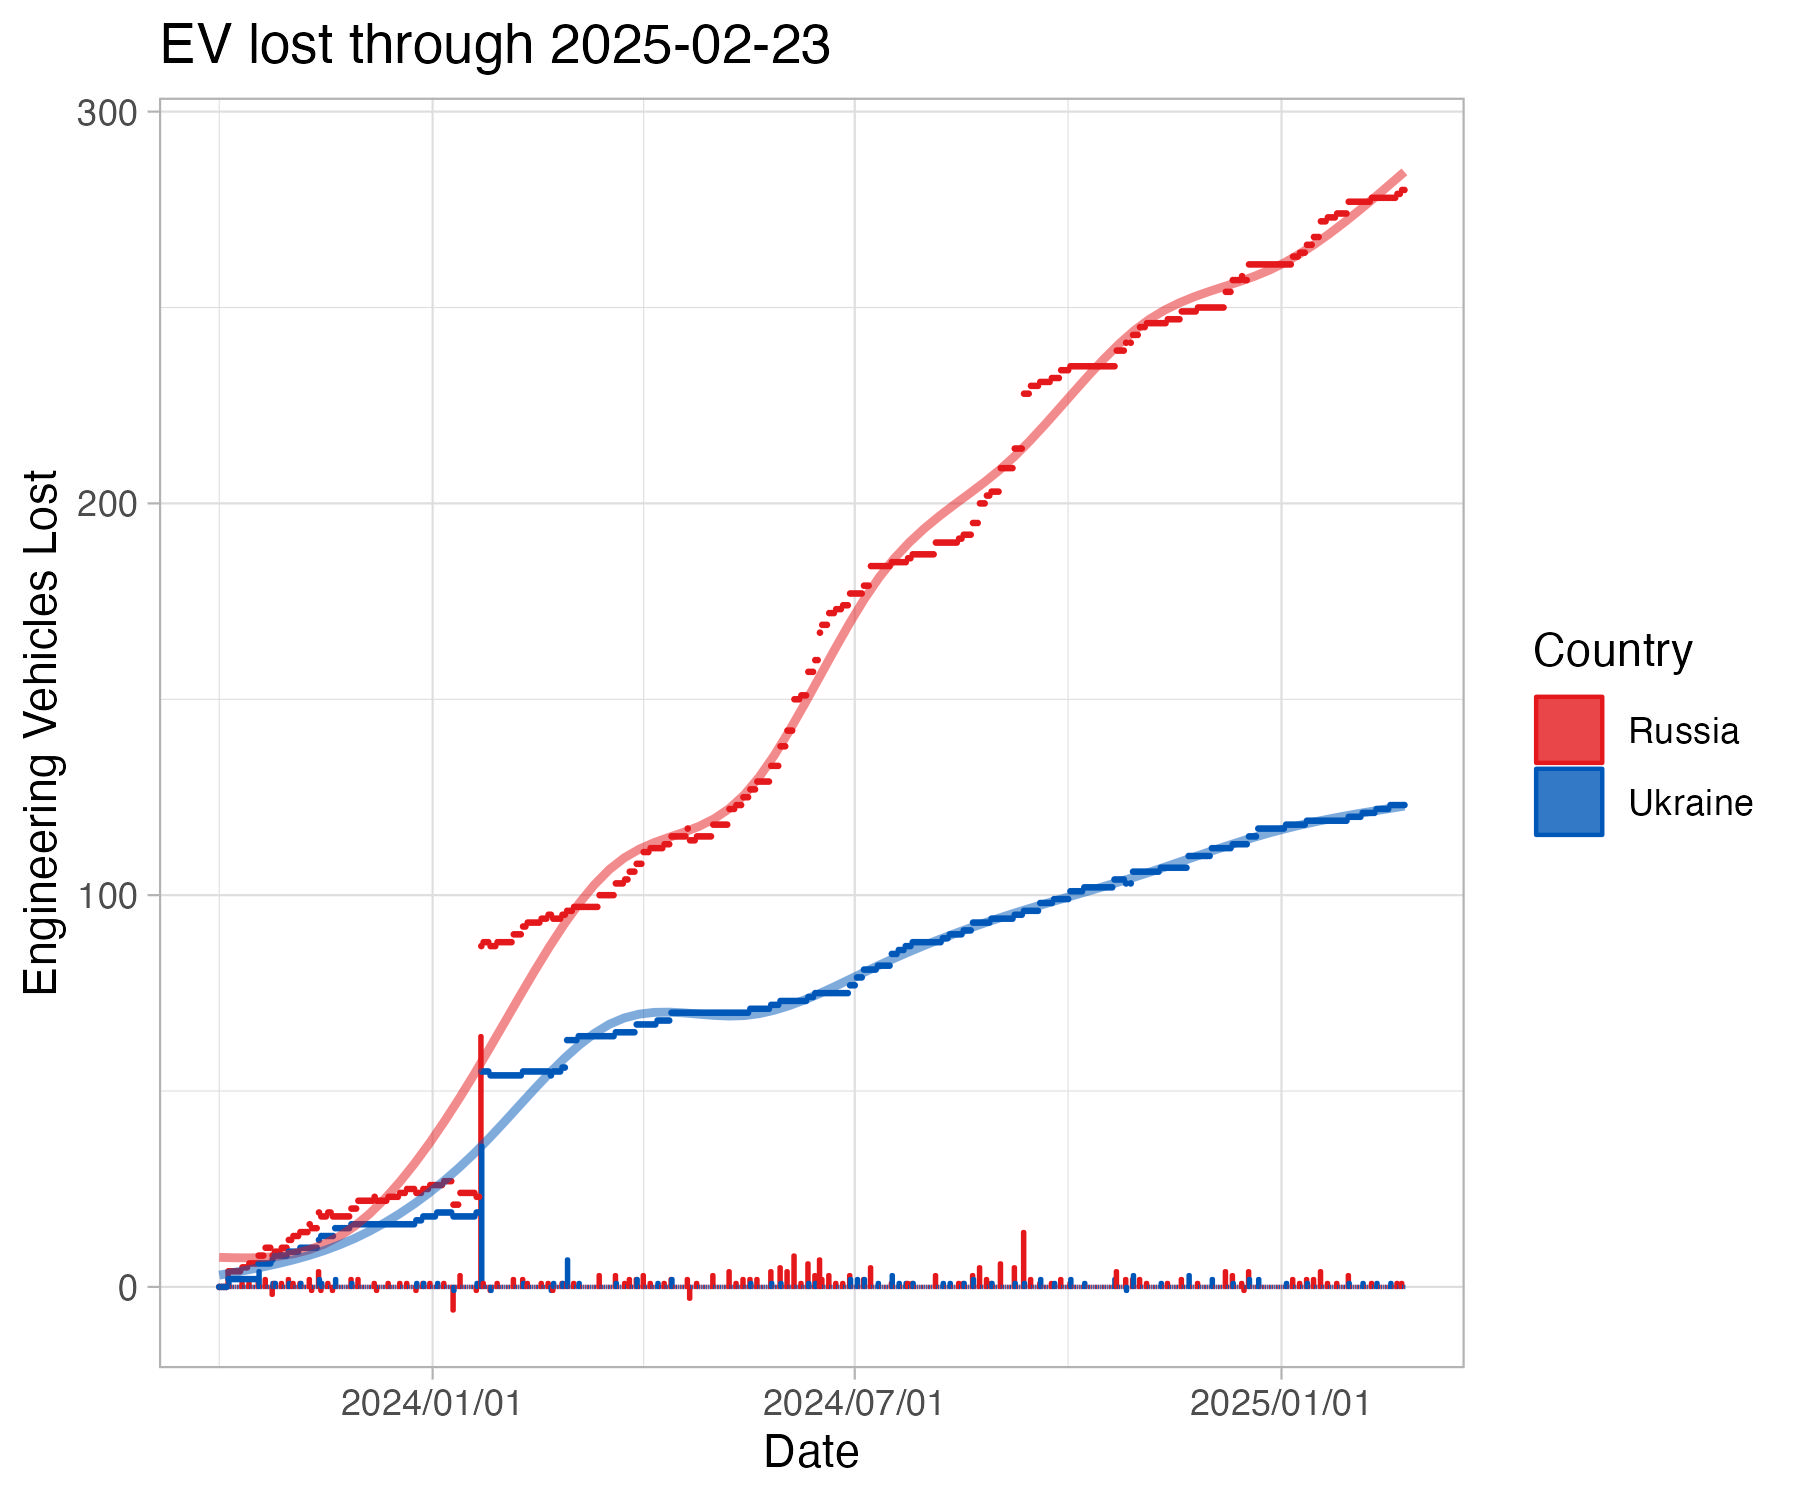 EV lost through 2025-02-23
Engineering Vehicles Lost
300
200
100
0
2024/01/01
2024/07/01
2025/01/01
Date
Country
Russia
Ukraine